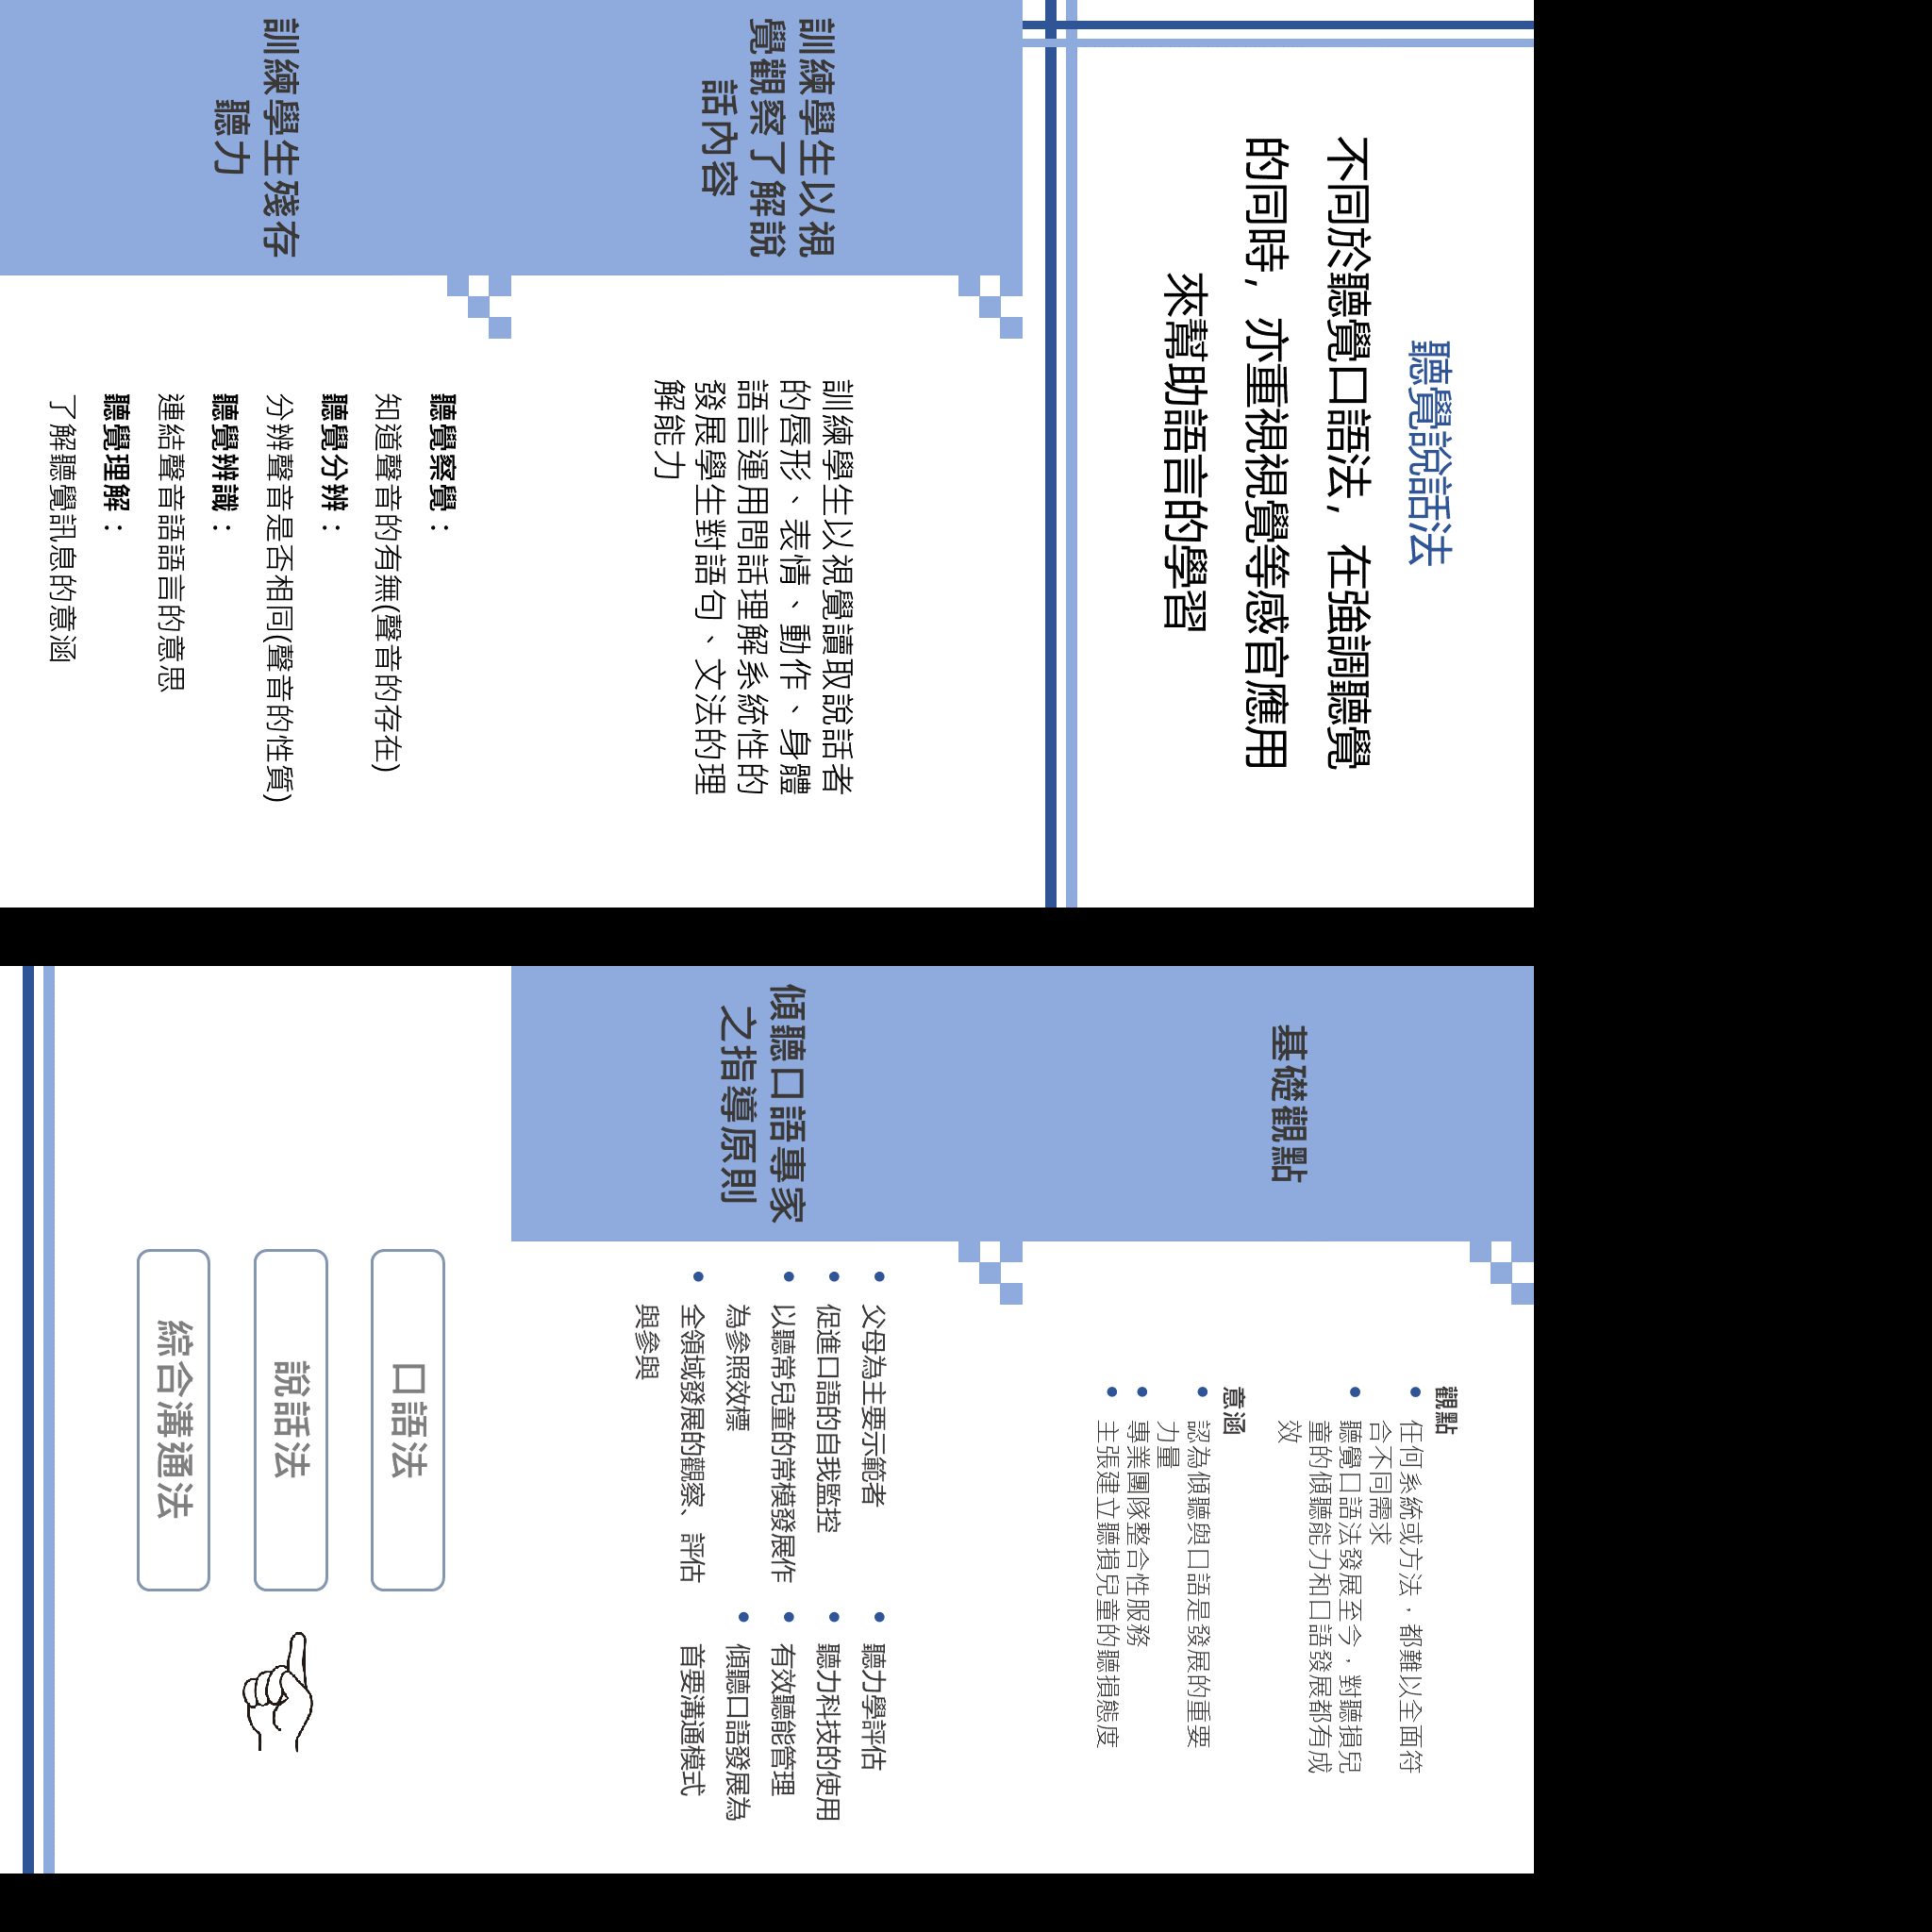 聽覺說話法
不同於聽覺口語法，在強調聽覺
的同時，亦重視視覺等感官應用
來幫助語言的學習
訓練學生以視
覺觀察了解說
話內容
訓練學生以視覺讀取說話者
的唇形、表情、動作、身體
語言運用問話理解系統性的
發展學生對語句、文法的理
解能力
訓練學生殘存
聽力
聽覺察覺：
知道聲音的有無(聲音的存在)
聽覺分辨：
分辨聲音是否相同(聲音的性質)
聽覺辨識：
連結聲音語語言的意思
聽覺理解：
了解聽覺訊息的意涵
基礎觀點
觀點
• 任何系統或方法，都難以全面符
合不同需求
• 聽覺口語法發展至今，對聽損兒
童的傾聽能力和口語發展都有成
效
意涵
• 認為傾聽與口語是發展的重要
力量
• 專業團隊整合性服務
• 主張建立聽損兒童的聽損態度
傾聽口語專家
之指導原則
• 父母為主要示範者
• 促進口語的自我監控
• 以聽常兒童的常模發展作
為參照效標
• 全領域發展的觀察、評估
與參與
• 聽力學評估
• 聽力科技的使用
• 有效聽能管理
• 傾聽口語發展為
首要溝通模式
口語法
說話法
綜合溝通法